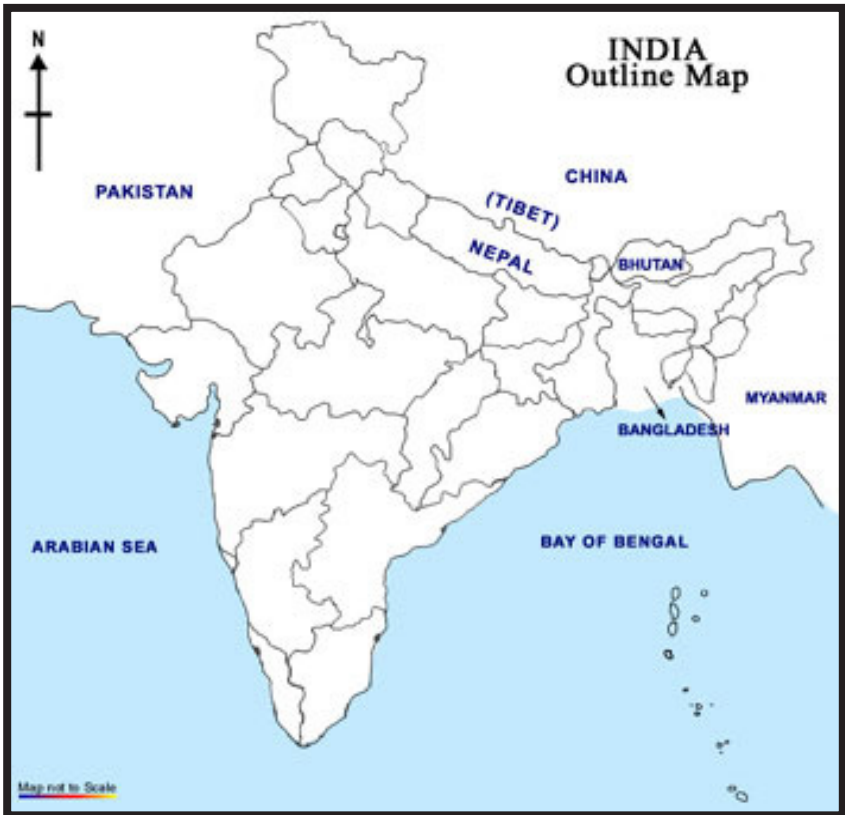 N
INDIA
Outline Map
PAKISTAN
CHINA
(TIBET)
NEPAL
BHUTAN
MYANMAR
BANGLADESH
ARABIAN SEA
BAY OF BENGAL
Map not to Scale